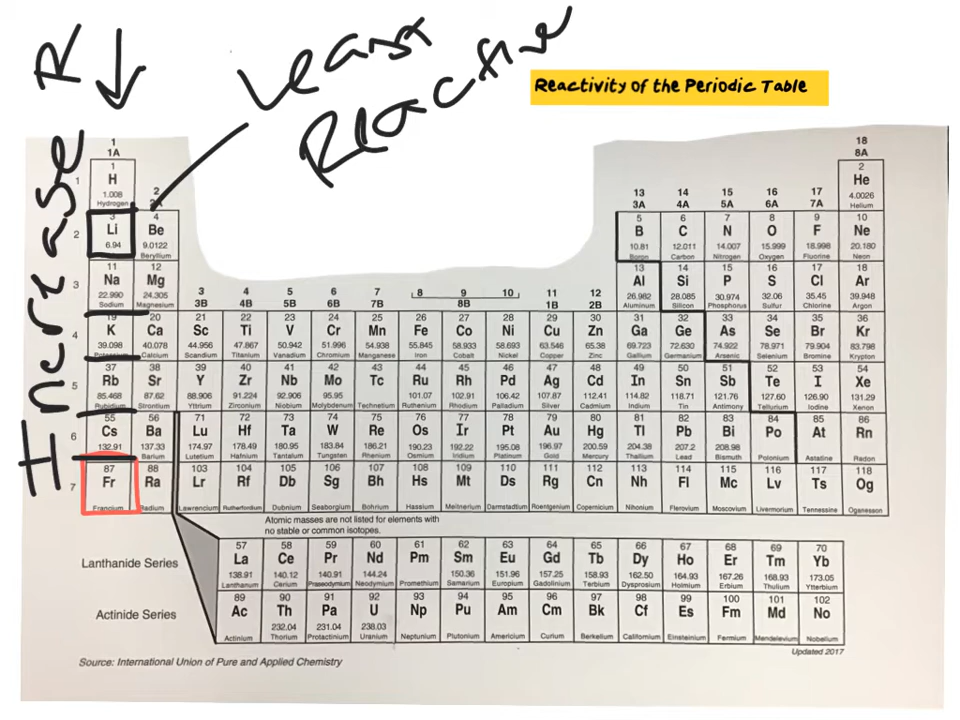 Increase R ↓
Least
Reactive
Reactivity of the Periodic Table
1 18
1A 8A
1 1 2
H He
1.008 4.0026
Hydrogen Helium
2 13 14 15 16 17
2A 3A 4A 5A 6A 7A
3 4 5 6 7 8 9 10
2 Li Be B C N O F Ne
6.94 9.0122 10.81 12.011 14.007 15.999 18.998 20.180
Beryllium Boron Carbon Nitrogen Oxygen Fluorine Neon
11 12 13 14 15 16 17 18
3 Na Mg Al Si P S Cl Ar
22.990 24.305 26.982 28.085 30.974 32.06 35.45 39.948
Sodium Magnesium Aluminum Silicon Phosphorus Sulfur Chlorine Argon
3 4 5 6 7 8 9 10 11 12
3B 4B 5B 6B 7B 8B 1B 2B
19 20 21 22 23 24 25 26 27 28 29 30 31 32 33 34 35 36
4 K Ca Sc Ti V Cr Mn Fe Co Ni Cu Zn Ga Ge As Se Br Kr
39.098 40.078 44.956 47.867 50.942 51.996 54.938 55.845 58.933 58.693 63.546 65.38 69.723 72.630 74.922 78.971 79.904 83.798
Potassium Calcium Scandium Titanium Vanadium Chromium Manganese Iron Cobalt Nickel Copper Zinc Gallium Germanium Arsenic Selenium Bromine Krypton
37 38 39 40 41 42 43 44 45 46 47 48 49 50 51 52 53 54
5 Rb Sr Y Zr Nb Mo Tc Ru Rh Pd Ag Cd In Sn Sb Te I Xe
85.468 87.62 88.906 91.224 92.906 95.95 101.07 102.91 106.42 107.87 112.41 114.82 118.71 121.76 127.60 126.90 131.29
Rubidium Strontium Yttrium Zirconium Niobium Molybdenum Technetium Ruthenium Rhodium Palladium Silver Cadmium Indium Tin Antimony Tellurium Iodine Xenon
55 56 71 72 73 74 75 76 77 78 79 80 81 82 83 84 85 86
6 Cs Ba Lu Hf Ta W Re Os Ir Pt Au Hg Tl Pb Bi Po At Rn
132.91 137.33 174.97 178.49 180.95 183.84 186.21 190.23 192.22 195.08 196.97 200.59 204.38 207.2 208.98
Barium Lutetium Hafnium Tantalum Tungsten Rhenium Osmium Iridium Platinum Gold Mercury Thallium Lead Bismuth Polonium Astatine Radon
87 88 103 104 105 106 107 108 109 110 111 112 113 114 115 116 117 118
7 Fr Ra Lr Rf Db Sg Bh Hs Mt Ds Rg Cn Nh Fl Mc Lv Ts Og
Francium Radium Lawrencium Rutherfordium Dubnium Seaborgium Bohrium Hassium Meitnerium Darmstadtium Roentgenium Copernicium Nihonium Flerovium Moscovium Livermorium Tennessine Oganesson
Atomic masses are not listed for elements with
no stable or common isotopes.
57 58 59 60 61 62 63 64 65 66 67 68 69 70
Lanthanide Series La Ce Pr Nd Pm Sm Eu Gd Tb Dy Ho Er Tm Yb
138.91 140.12 140.91 144.24 150.36 151.96 157.25 158.93 162.50 164.93 167.26 168.93 173.05
Lanthanum Cerium Praseodymium Neodymium Promethium Samarium Europium Gadolinium Terbium Dysprosium Holmium Erbium Thulium Ytterbium
89 90 91 92 93 94 95 96 97 98 99 100 101 102
Actinide Series Ac Th Pa U Np Pu Am Cm Bk Cf Es Fm Md No
232.04 231.04 238.03
Actinium Thorium Protactinium Uranium Neptunium Plutonium Americium Curium Berkelium Californium Einsteinium Fermium Mendelevium Nobelium
Updated 2017
Source: International Union of Pure and Applied Chemistry